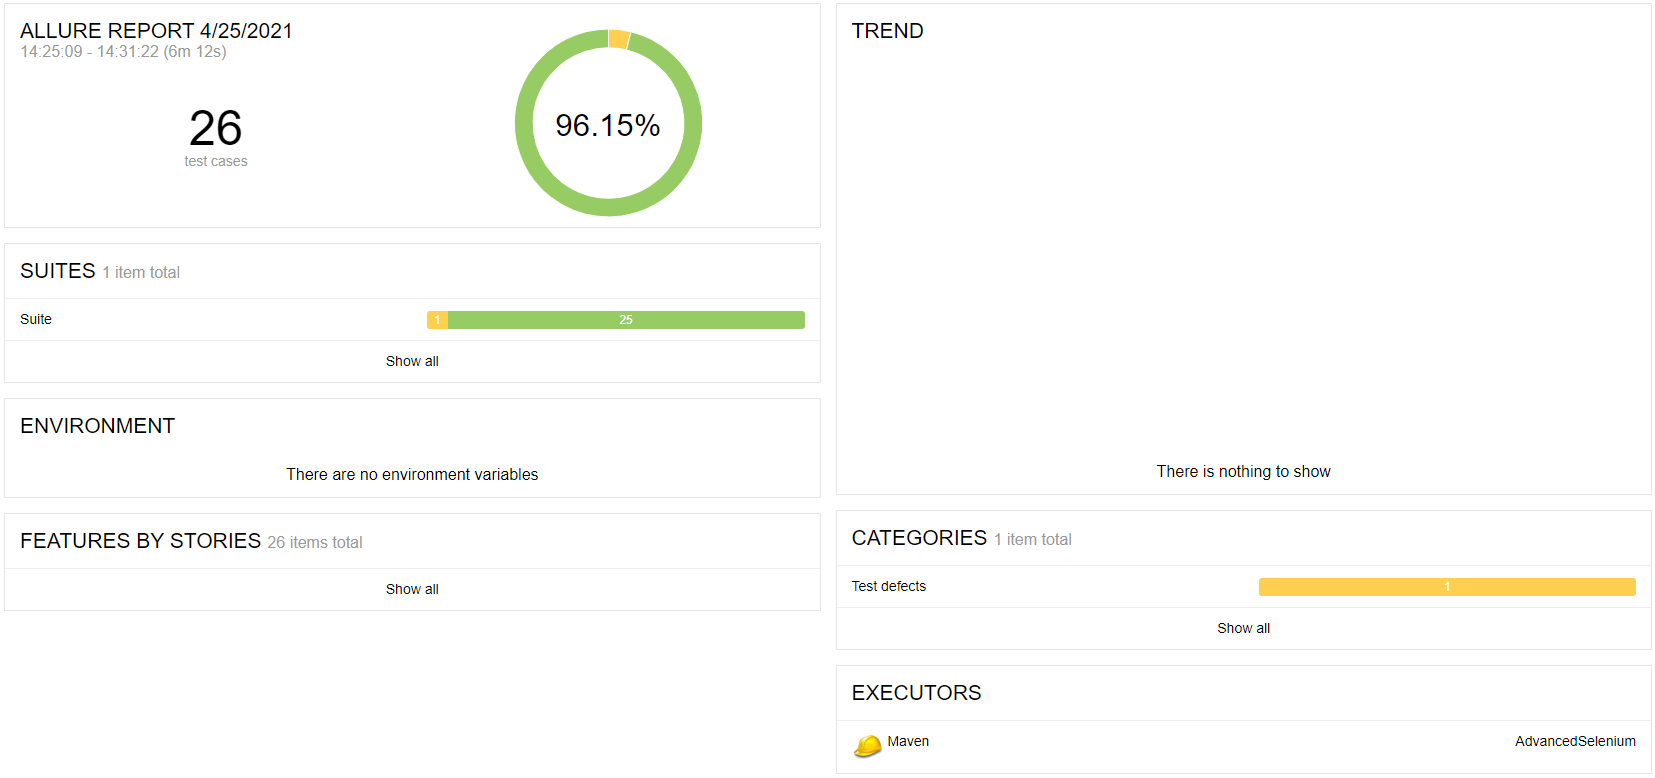 ALLURE REPORT 4/25/2021
14:25:09 - 14:31:22 (6m 12s)
26
test cases
96.15%
SUITES 1 item total
Suite
1
25
Show all
ENVIRONMENT
There are no environment variables
FEATURES BY STORIES 26 items total
Show all
TREND
There is nothing to show
CATEGORIES 1 item total
Test defects
1
Show all
EXECUTORS
Maven
AdvancedSelenium